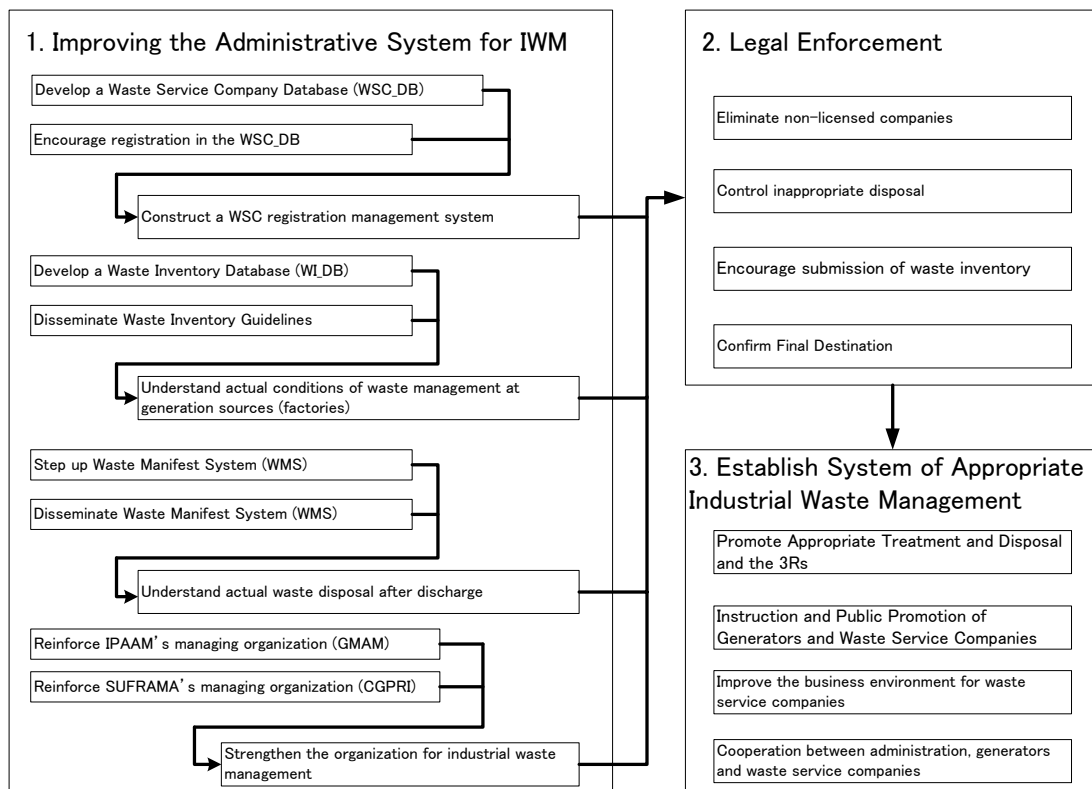 1. Improving the Administrative System for IWM
Develop a Waste Service Company Database (WSC_DB)
Encourage registration in the WSC_DB
Construct a WSC registration management system
Develop a Waste Inventory Database (WI_DB)
Disseminate Waste Inventory Guidelines
Understand actual conditions of waste management at
generation sources (factories)
Step up Waste Manifest System (WMS)
Disseminate Waste Manifest System (WMS)
Understand actual waste disposal after discharge
Reinforce IPAAM's managing organization (GMAM)
Reinforce SUFRAMA's managing organization (CGPRI)
Strengthen the organization for industrial waste
management
2. Legal Enforcement
Eliminate non-licensed companies
Control inappropriate disposal
Encourage submission of waste inventory
Confirm Final Destination
3. Establish System of Appropriate
Industrial Waste Management
Promote Appropriate Treatment and Disposal
and the 3Rs
Instruction and Public Promotion of
Generators and Waste Service Companies
Improve the business environment for waste
service companies
Cooperation between administration, generators
and waste service companies